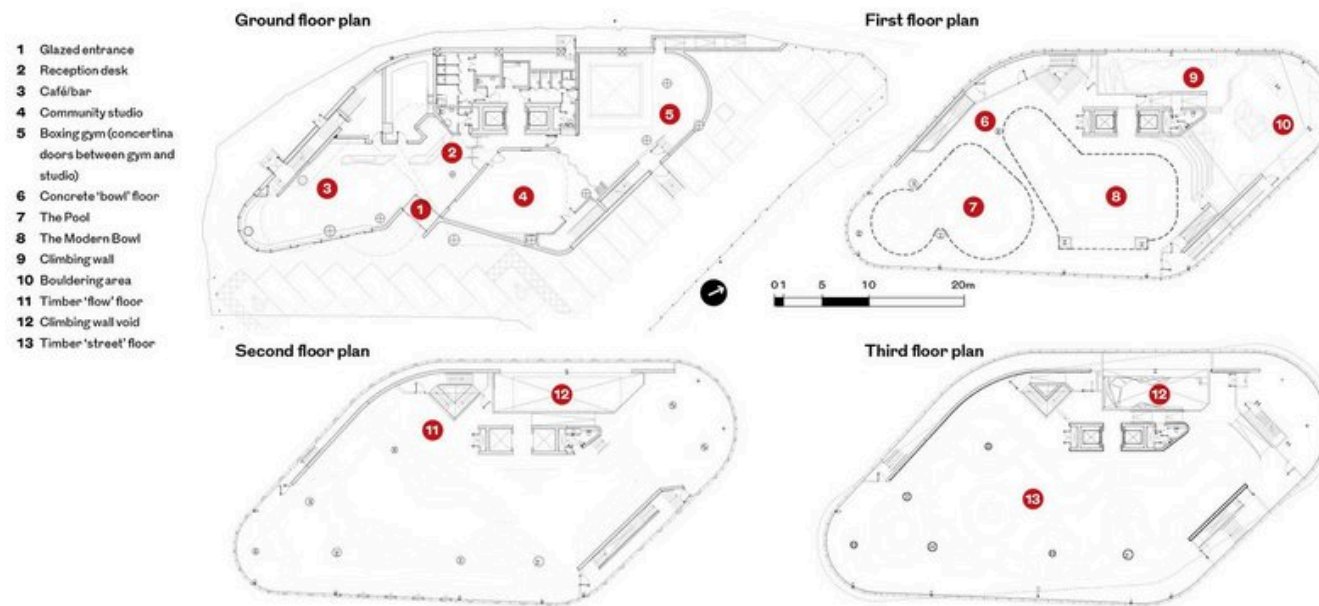 Ground floor plan
First floor plan
1 Glazed entrance
2 Reception desk
3 Café/bar
4 Community studio
5 Boxing gym (concertina
doors between gym and
studio)
6 Concrete ‘bowl’ floor
7 The Pool
8 The Modern Bowl
9 Climbing wall
10 Bouldering area
11 Timber ‘flow’ floor
12 Climbing wall void
13 Timber ‘street’ floor
1
2
3
4
5
6
7
8
9
10
0 1 5 10 20m
Second floor plan
Third floor plan
11
12
12
13